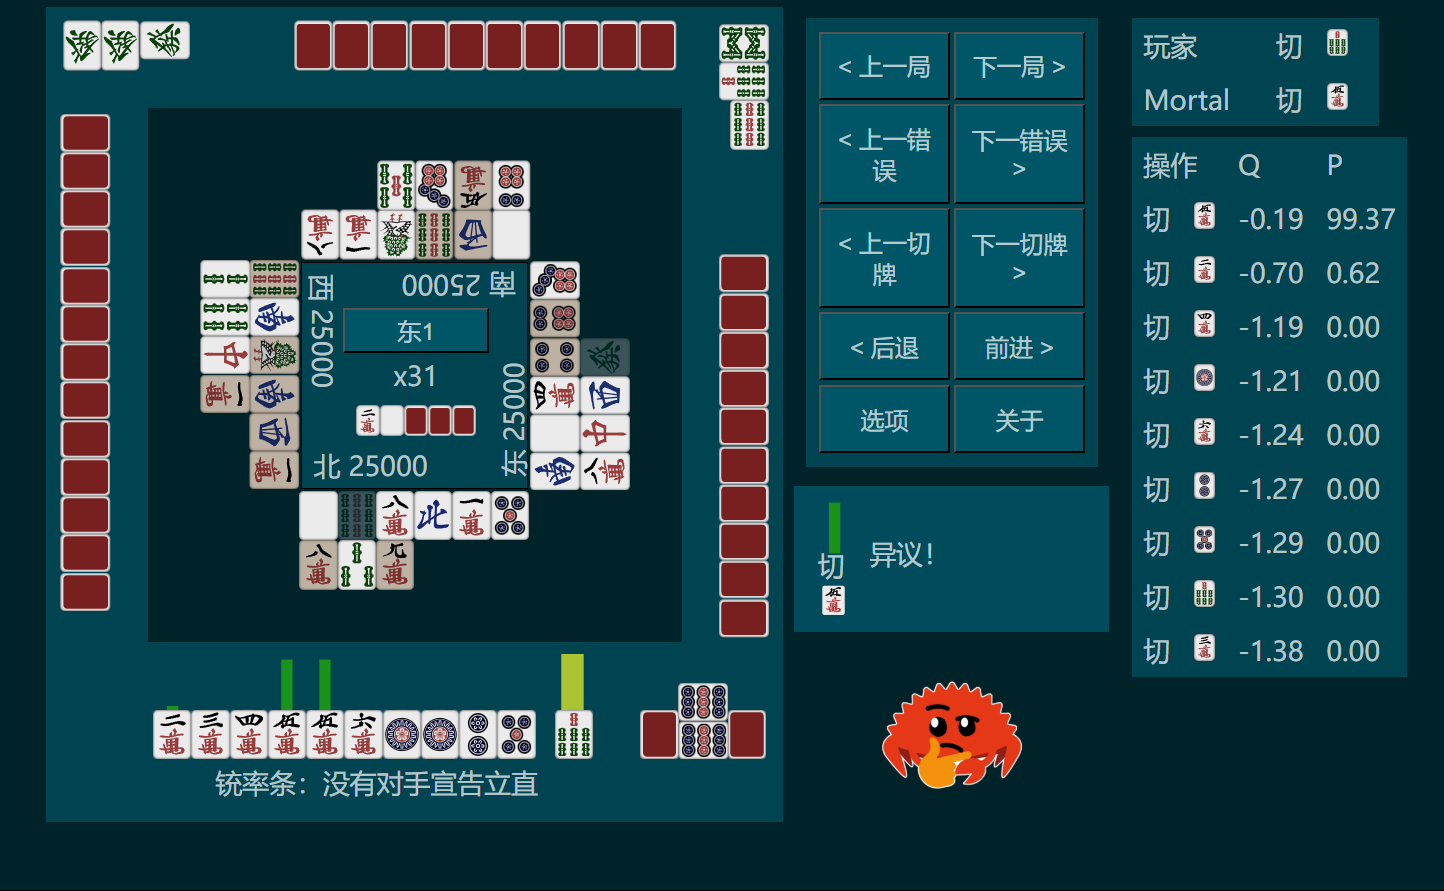 < 上一局
下一局 >
< 上一错误
下一错误 >
< 上一切牌
下一切牌 >
< 后退
前进 >
选项
关于
玩家 切
Mortal 切
操作 Q P
切 -0.19 99.37
切 -0.70 0.62
切 -1.19 0.00
切 -1.21 0.00
切 -1.24 0.00
切 -1.27 0.00
切 -1.29 0.00
切 -1.30 0.00
切 -1.38 0.00
切
异议!
南 25000
西 25000
东1
x31
东 25000
北 25000
铳率条：没有对手宣告立直